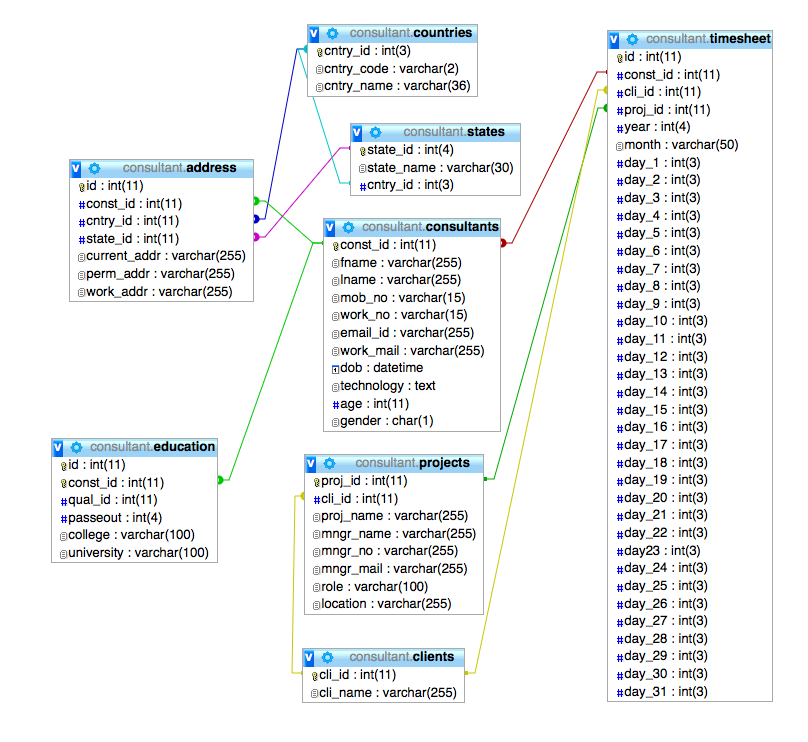 consultant.countries
cntry_id : int(3)
cntry_code : varchar(2)
cntry_name : varchar(36)
consultant.states
state_id : int(4)
state_name : varchar(30)
cntry_id : int(3)
consultant.address
id : int(11)
const_id : int(11)
cntry_id : int(11)
state_id : int(11)
current_addr : varchar(255)
perm_addr : varchar(255)
work_addr : varchar(255)
consultant.consultants
const_id : int(11)
fname : varchar(255)
lname : varchar(255)
mob_no : varchar(15)
work_no : varchar(15)
email_id : varchar(255)
work_mail : varchar(255)
dob : datetime
technology : text
age : int(11)
gender : char(1)
consultant.education
id : int(11)
const_id : int(11)
qual_id : int(11)
passeout : int(4)
college : varchar(100)
university : varchar(100)
consultant.projects
proj_id : int(11)
cli_id : int(11)
proj_name : varchar(255)
mngr_name : varchar(255)
mngr_no : varchar(255)
mngr_mail : varchar(255)
role : varchar(100)
location : varchar(255)
consultant.clients
cli_id : int(11)
cli_name : varchar(255)
consultant.timesheet
id : int(11)
const_id : int(11)
cli_id : int(11)
proj_id : int(11)
year : int(4)
month : varchar(50)
day_1 : int(3)
day_2 : int(3)
day_3 : int(3)
day_4 : int(3)
day_5 : int(3)
day_6 : int(3)
day_7 : int(3)
day_8 : int(3)
day_9 : int(3)
day_10 : int(3)
day_11 : int(3)
day_12 : int(3)
day_13 : int(3)
day_14 : int(3)
day_15 : int(3)
day_16 : int(3)
day_17 : int(3)
day_18 : int(3)
day_19 : int(3)
day_20 : int(3)
day_21 : int(3)
day_22 : int(3)
day23 : int(3)
day_24 : int(3)
day_25 : int(3)
day_26 : int(3)
day_27 : int(3)
day_28 : int(3)
day_29 : int(3)
day_30 : int(3)
day_31 : int(3)